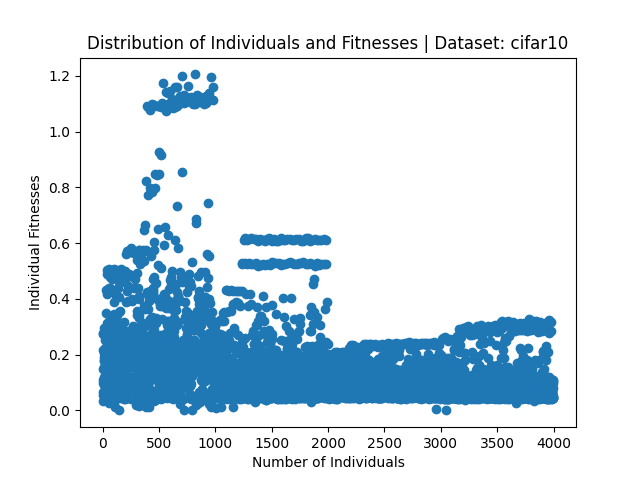 Distribution of Individuals and Fitnesses | Dataset: cifar10
1.2
1.0
0.8
0.6
0.4
0.2
0.0
Individual Fitnesses
0 500 1000 1500 2000 2500 3000 3500 4000
Number of Individuals